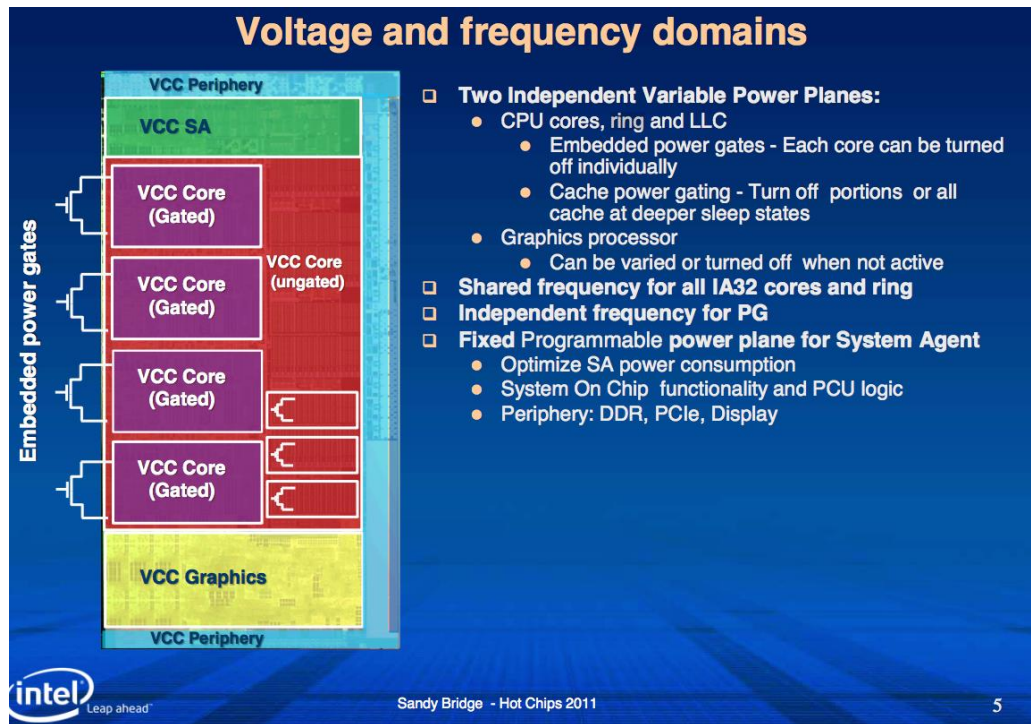 Voltage and frequency domains
VCC Periphery
VCC SA
Embedded power gates
VCC Core
(Gated)
VCC Core
(Gated)
VCC Core
(Gated)
VCC Core
(Gated)
VCC Core
(ungated)
VCC Graphics
VCC Periphery
Two Independent Variable Power Planes:
CPU cores, ring and LLC
Embedded power gates - Each core can be turned
off individually
Cache power gating - Turn off portions or all
cache at deeper sleep states
Graphics processor
Can be varied or turned off when not active
Shared frequency for all IA32 cores and ring
Independent frequency for PG
Fixed Programmable power plane for System Agent
Optimize SA power consumption
System On Chip functionality and PCU logic
Periphery: DDR, PCIe, Display
intel
Leap ahead™
Sandy Bridge - Hot Chips 2011
5